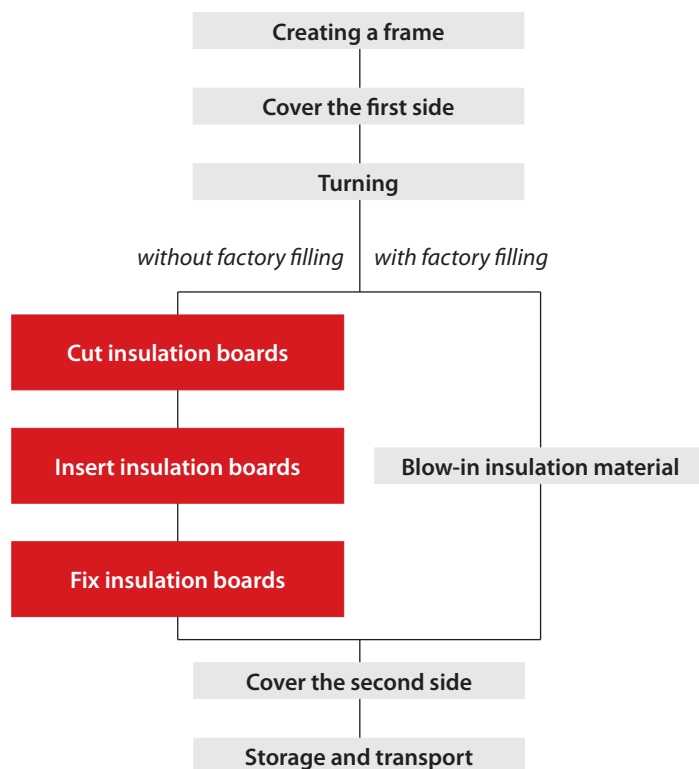 Creating a frame
Cover the first side
Turning
without factory filling
with factory filling
Cut insulation boards
Insert insulation boards
Blow-in insulation material
Fix insulation boards
Cover the second side
Storage and transport